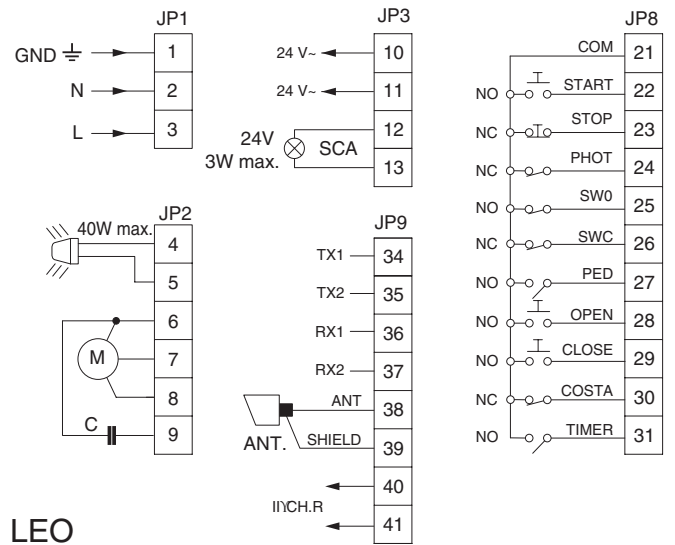 JP1
GND 1
N 2
L 3
JP2
40W max. 4
5
6
M 7
8
C 9
LEO
JP3
24 V~ 10
24 V~ 11
24V 3W max. SCA 12
13
JP9
TX1 34
TX2 35
RX1 36
RX2 37
ANT 38
ANT. SHIELD 39
40
CH.R
41
JP8
COM 21
NO START 22
NC STOP 23
NC PHOT 24
NO SW0 25
NC SWC 26
NO PED 27
NO OPEN 28
NO CLOSE 29
NC COSTA 30
NO TIMER 31